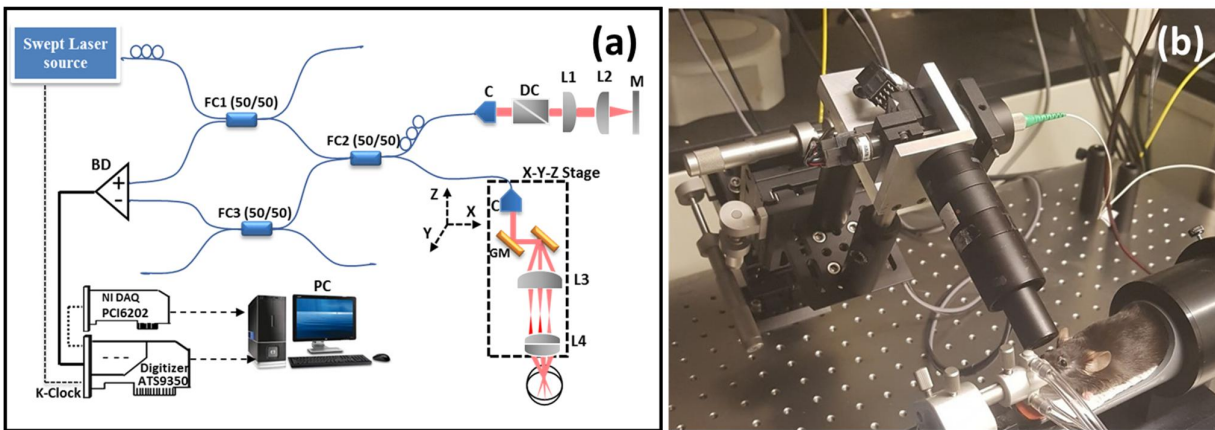 Swept Laser
source
(a)
FC1 (50/50)
FC2 (50/50)
C
DC
L1
L2
M
BD
+
-
FC3 (50/50)
X-Y-Z Stage
Z
X
Y
C
GM
L3
L4
NI DAQ
PCI6202
PC
Digitizer
ATS9350
K-Clock
(b)